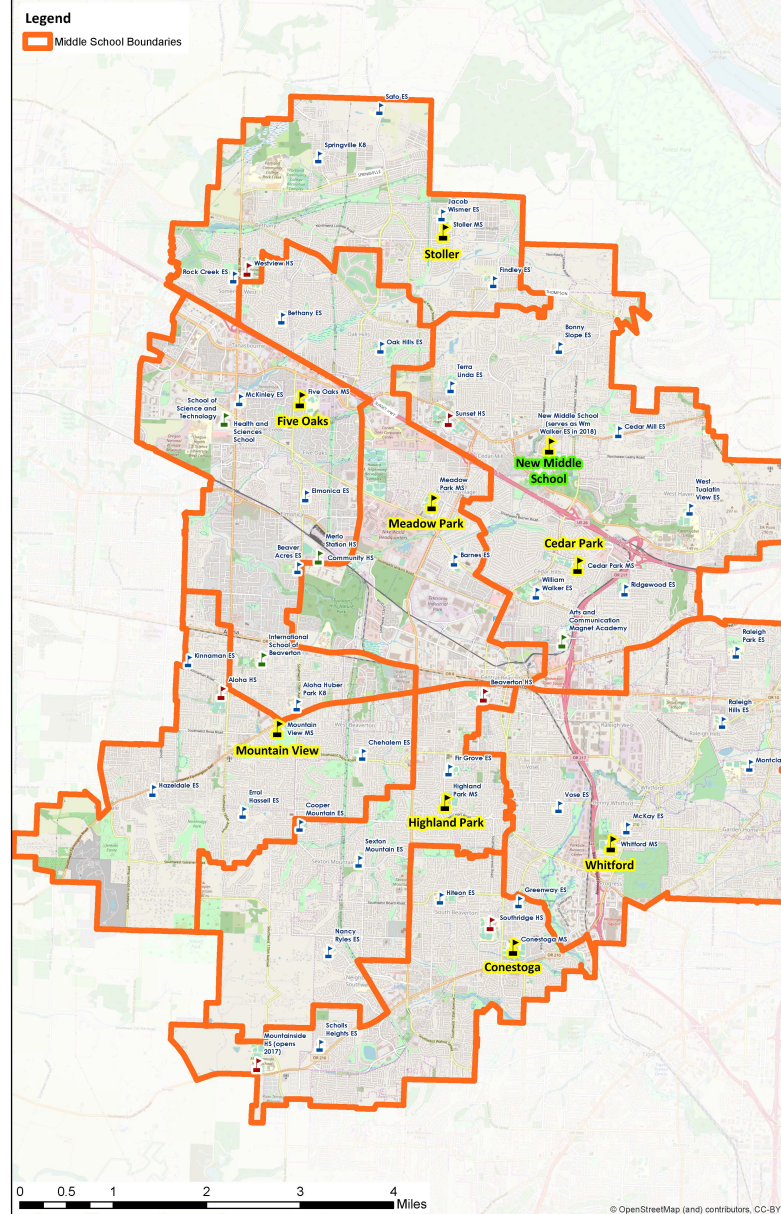 Legend
Middle School Boundaries
Sato ES
Springville K8
SPRINGVILLE
Jacob
Wismer ES
Stoller MS
Stoller
Westview HS
Rock Creek ES
Findley ES
THOMPSON
Bethany ES
Bonny
Slope ES
Oak Hills ES
Terra
Linda ES
School of
Science and
Technology
McKinley ES
Five Oaks MS
Five Oaks
Health and
Sciences
School
Sunset HS
New Middle School
(serves as Wm
Walker ES in 2018)
Cedar Mill ES
New Middle
School
Meadow
Park MS
Meadow Park
West
Tualatin
View ES
Elmonica ES
Merlo
Station HS
Community HS
Beaver
Acres ES
Barnes ES
Cedar Park
Cedar Park MS
William
Walker ES
Ridgewood ES
Arts and
Communication
Magnet Academy
Raleigh
Park ES
International
School of
Beaverton
Kinnaman ES
Aloha HS
Aloha Huber
Park K8
Beaverton HS
Raleigh
Hills ES
Mountain
View MS
Mountain View
West Beaverton
Chehalem ES
Fir Grove ES
Montcla
Hazeldale ES
Errol
Hassell ES
Cooper
Mountain ES
Highland
Park MS
Highland Park
Vose ES
McKay ES
Whitford MS
Whitford
Sexton
Mountain ES
Hiteon ES
Greenway ES
South Beaverton
Southridge HS
Conestoga MS
Conestoga
Nancy
Ryles ES
Mountainside
HS (opens
2017)
Scholls
Heights ES
0 0.5 1 2 3 4
Miles
© OpenStreetMap (and) contributors, CC-BY